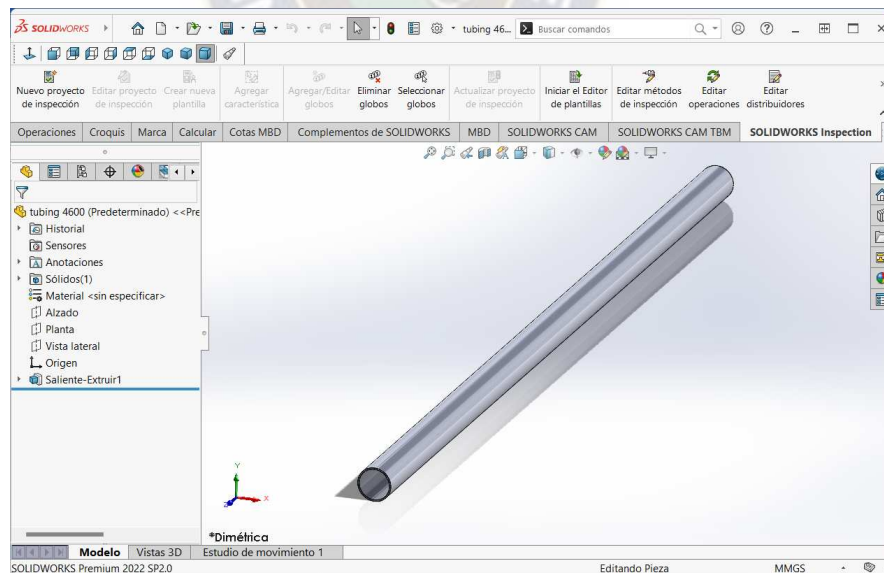 SOLIDWORKS tubing 46... Buscar comandos
Nuevo proyecto de inspección
Editar proyecto de inspección
Crear nueva plantilla
Agregar característica
Agregar/Editar globos
Eliminar globos
Seleccionar globos
Actualizar proyecto de inspección
Iniciar el Editor de plantillas
Editar métodos de inspección
Editar operaciones
Editar distribuidores
Operaciones Croquis Marca Calcular Cotas MBD Complementos de SOLIDWORKS MBD SOLIDWORKS CAM SOLIDWORKS CAM TBM SOLIDWORKS Inspection
tubing 4600 (Predeterminado) <<Pre
Historial
Sensores
Anotaciones
Sólidos(1)
Material <sin especificar>
Alzado
Planta
Vista lateral
Origen
Saliente-Extruir1
Y
X
Z
*Dimétrica
Modelo Vistas 3D Estudio de movimiento 1
SOLIDWORKS Premium 2022 SP2.0 Editando Pieza MMGS